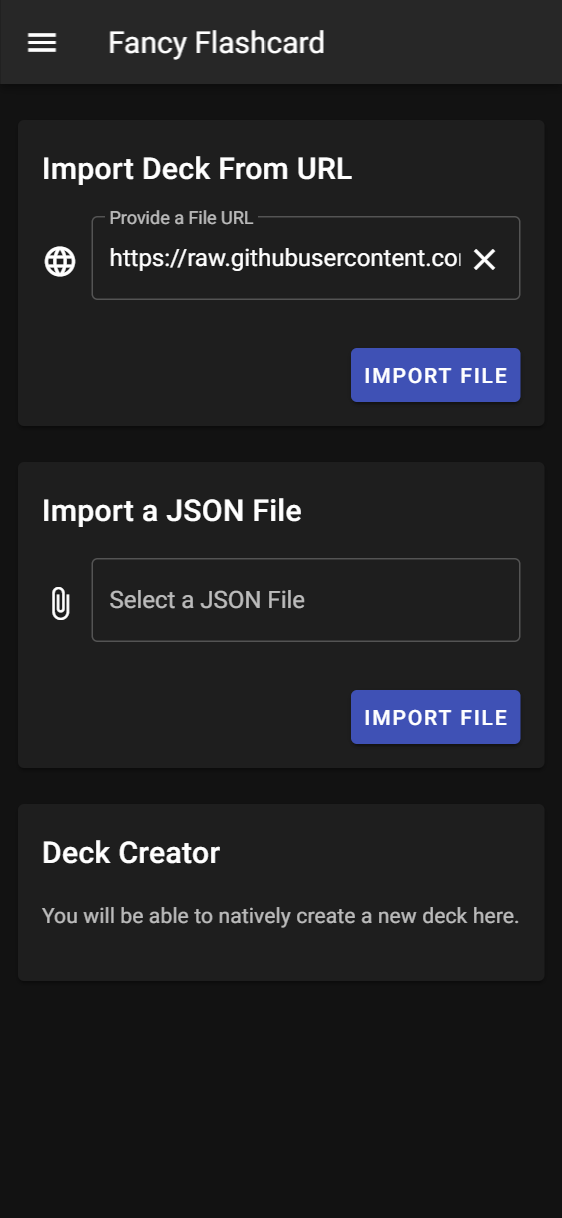 Fancy Flashcard
Import Deck From URL
Provide a File URL
https://raw.githubusercontent.co
IMPORT FILE
Import a JSON File
Select a JSON File
IMPORT FILE
Deck Creator
You will be able to natively create a new deck here.